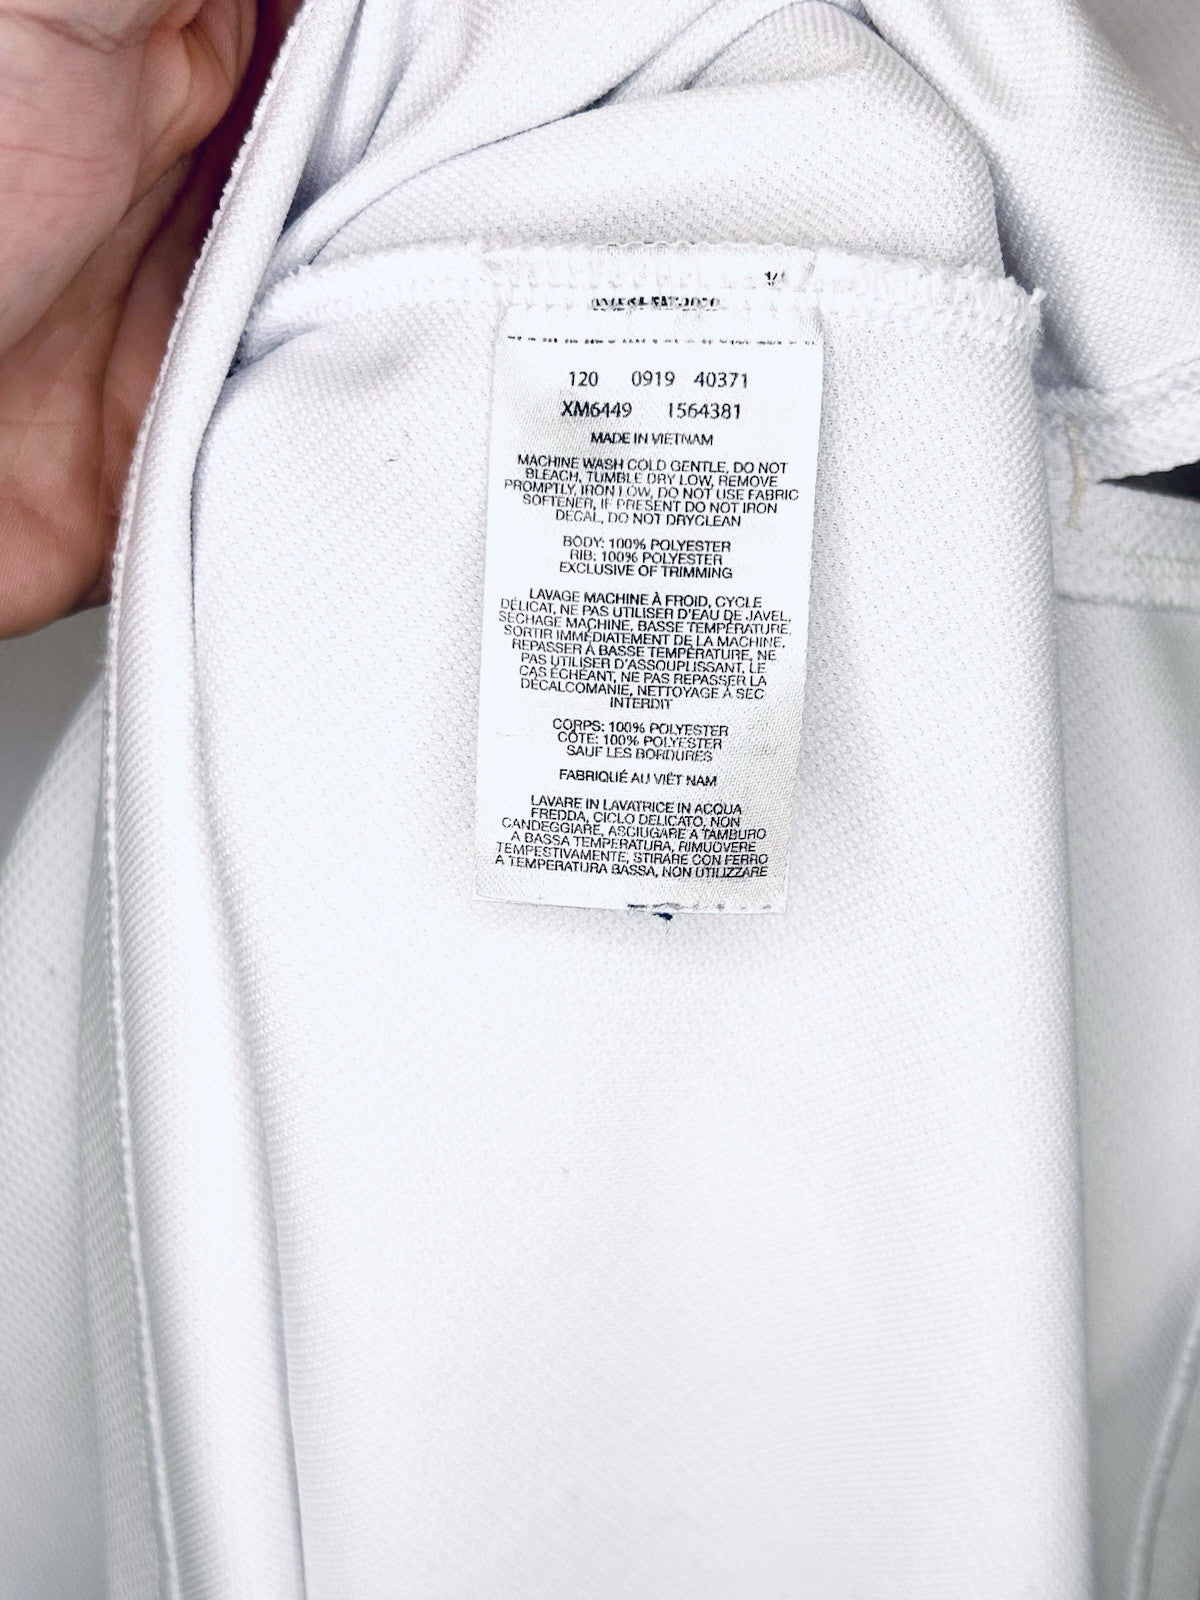 120 0919 40371
XM6449 1564381
MADE IN VIETNAM
MACHINE WASH COLD GENTLE, DO NOT
BLEACH, TUMBLE DRY LOW, REMOVE
PROMPTLY, IRON LOW, DO NOT USE FABRIC
SOFTENER, IF PRESENT DO NOT IRON
DECAL, DO NOT DRYCLEAN
BODY: 100% POLYESTER
RIB: 100% POLYESTER
EXCLUSIVE OF TRIMMING
LAVAGE MACHINE À FROID, CYCLE
DÉLICAT, NE PAS UTILISER D'EAU DE JAVEL,
SÉCHAGE MACHINE, BASSE TEMPÉRATURE,
SORTIR IMMÉDIATEMENT DE LA MACHINE,
REPASSER À BASSE TEMPÉRATURE, NE
PAS UTILISER D'ASSOUPLISSANT, LE
CAS ÉCHÉANT, NE PAS REPASSER LA
DÉCALCOMANIE, NETTOYAGE À SEC
INTERDIT
CORPS: 100% POLYESTER
CÔTE: 100% POLYESTER
SAUF LES BORDURES
FABRIQUÉ AU VIÊT NAM
LAVARE IN LAVATRICE IN ACQUA
FREDDA, CICLO DELICATO, NON
CANDEGGIARE, ASCIUGARE A TAMBURO
A BASSA TEMPERATURA, RIMUOVERE
TEMPESTIVAMENTE, STIRARE CON FERRO
A TEMPERATURA BASSA, NON UTILIZZARE